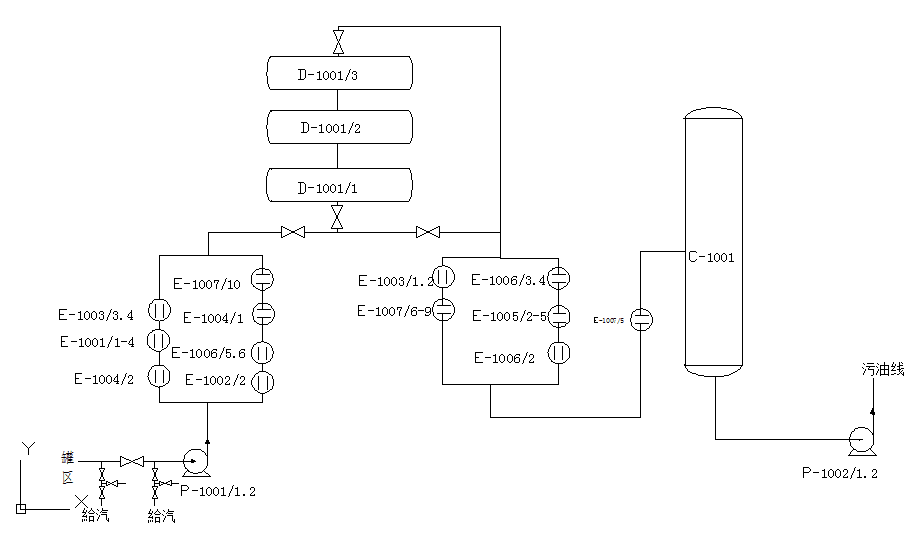 D-1001/3
D-1001/2
D-1001/1
E-1007/10
E-1003/3.4
E-1004/1
E-1001/1-4
E-1006/5.6
E-1004/2
E-1002/2
E-1003/1.2
E-1006/3.4
E-1007/6-9
E-1005/2-5
E-1006/2
E-1007/5
C-1001
污油线
P-1002/1.2
Y
罐
区
P-1001/1.2
X
給汽
給汽